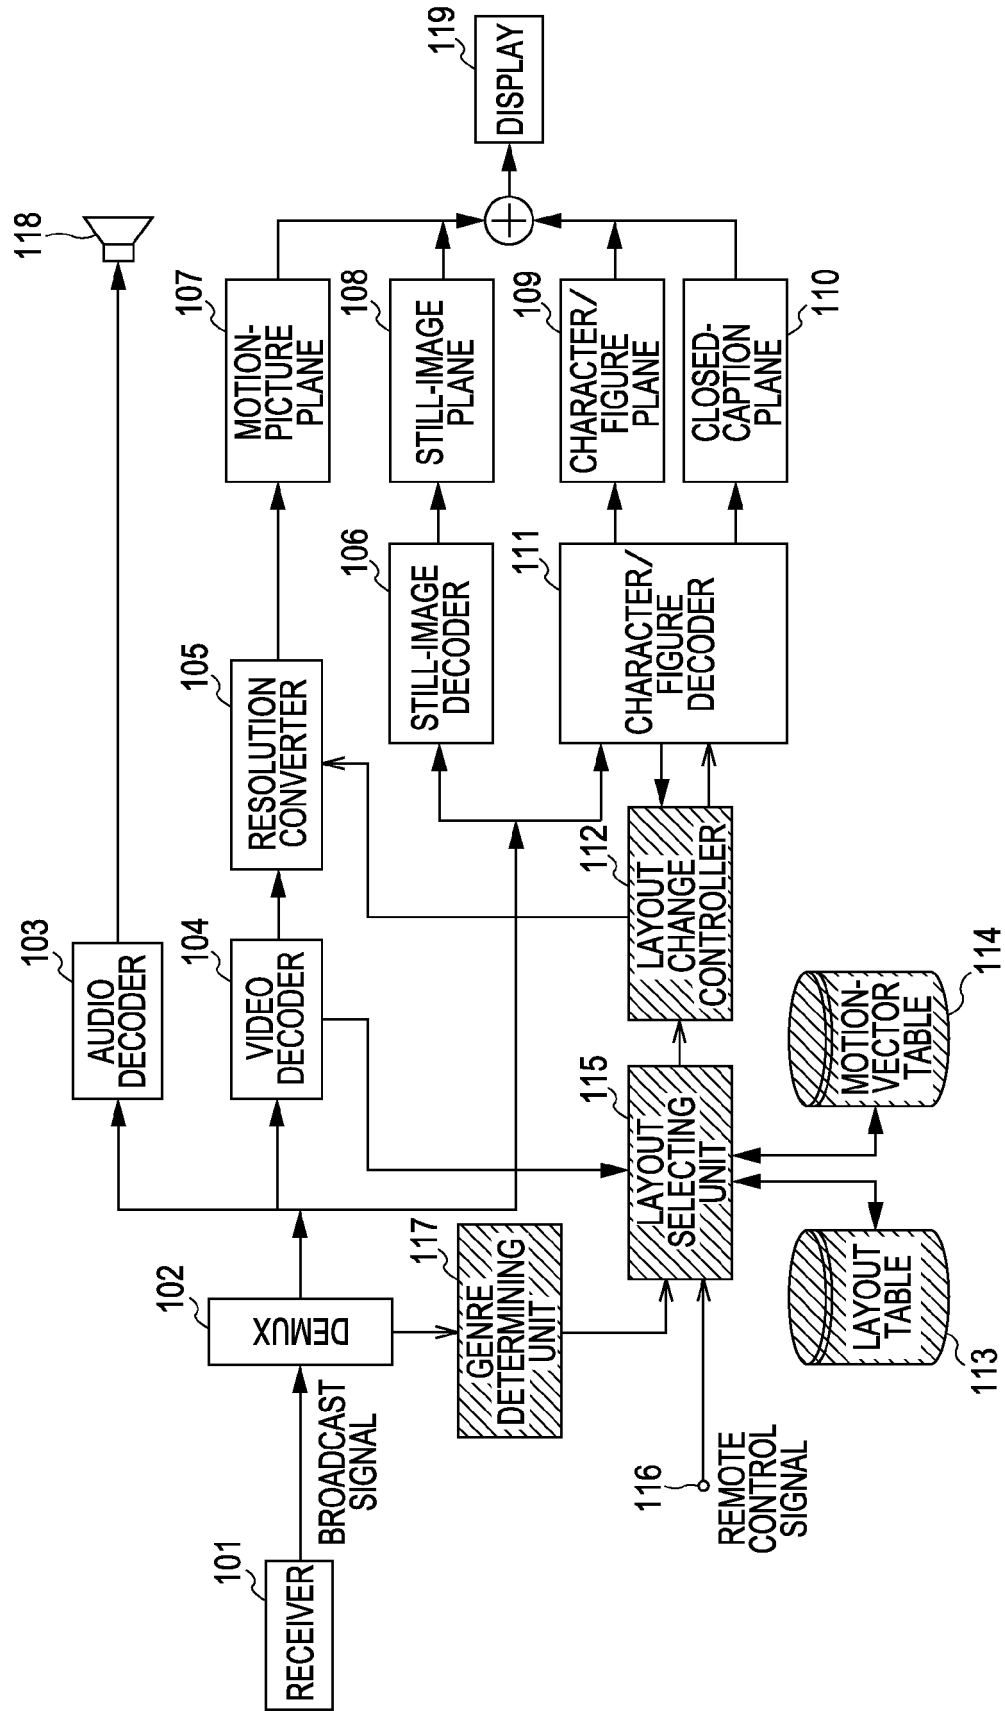 101
RECEIVER
BROADCAST
SIGNAL
102
DEMUX
103
AUDIO
DECODER
118
104
VIDEO
DECODER
105
RESOLUTION
CONVERTER
107
MOTION-
PICTURE
PLANE
106
STILL-IMAGE
DECODER
108
STILL-IMAGE
PLANE
119
DISPLAY
111
CHARACTER/
FIGURE
DECODER
109
CHARACTER/
FIGURE
PLANE
CLOSED-
CAPTION
PLANE
110
117
GENRE
DETERMINING
UNIT
115
LAYOUT
SELECTING
UNIT
112
LAYOUT
CHANGE
CONTROLLER
116
REMOTE
CONTROL
SIGNAL
LAYOUT
TABLE
113
MOTION-
VECTOR
TABLE
114